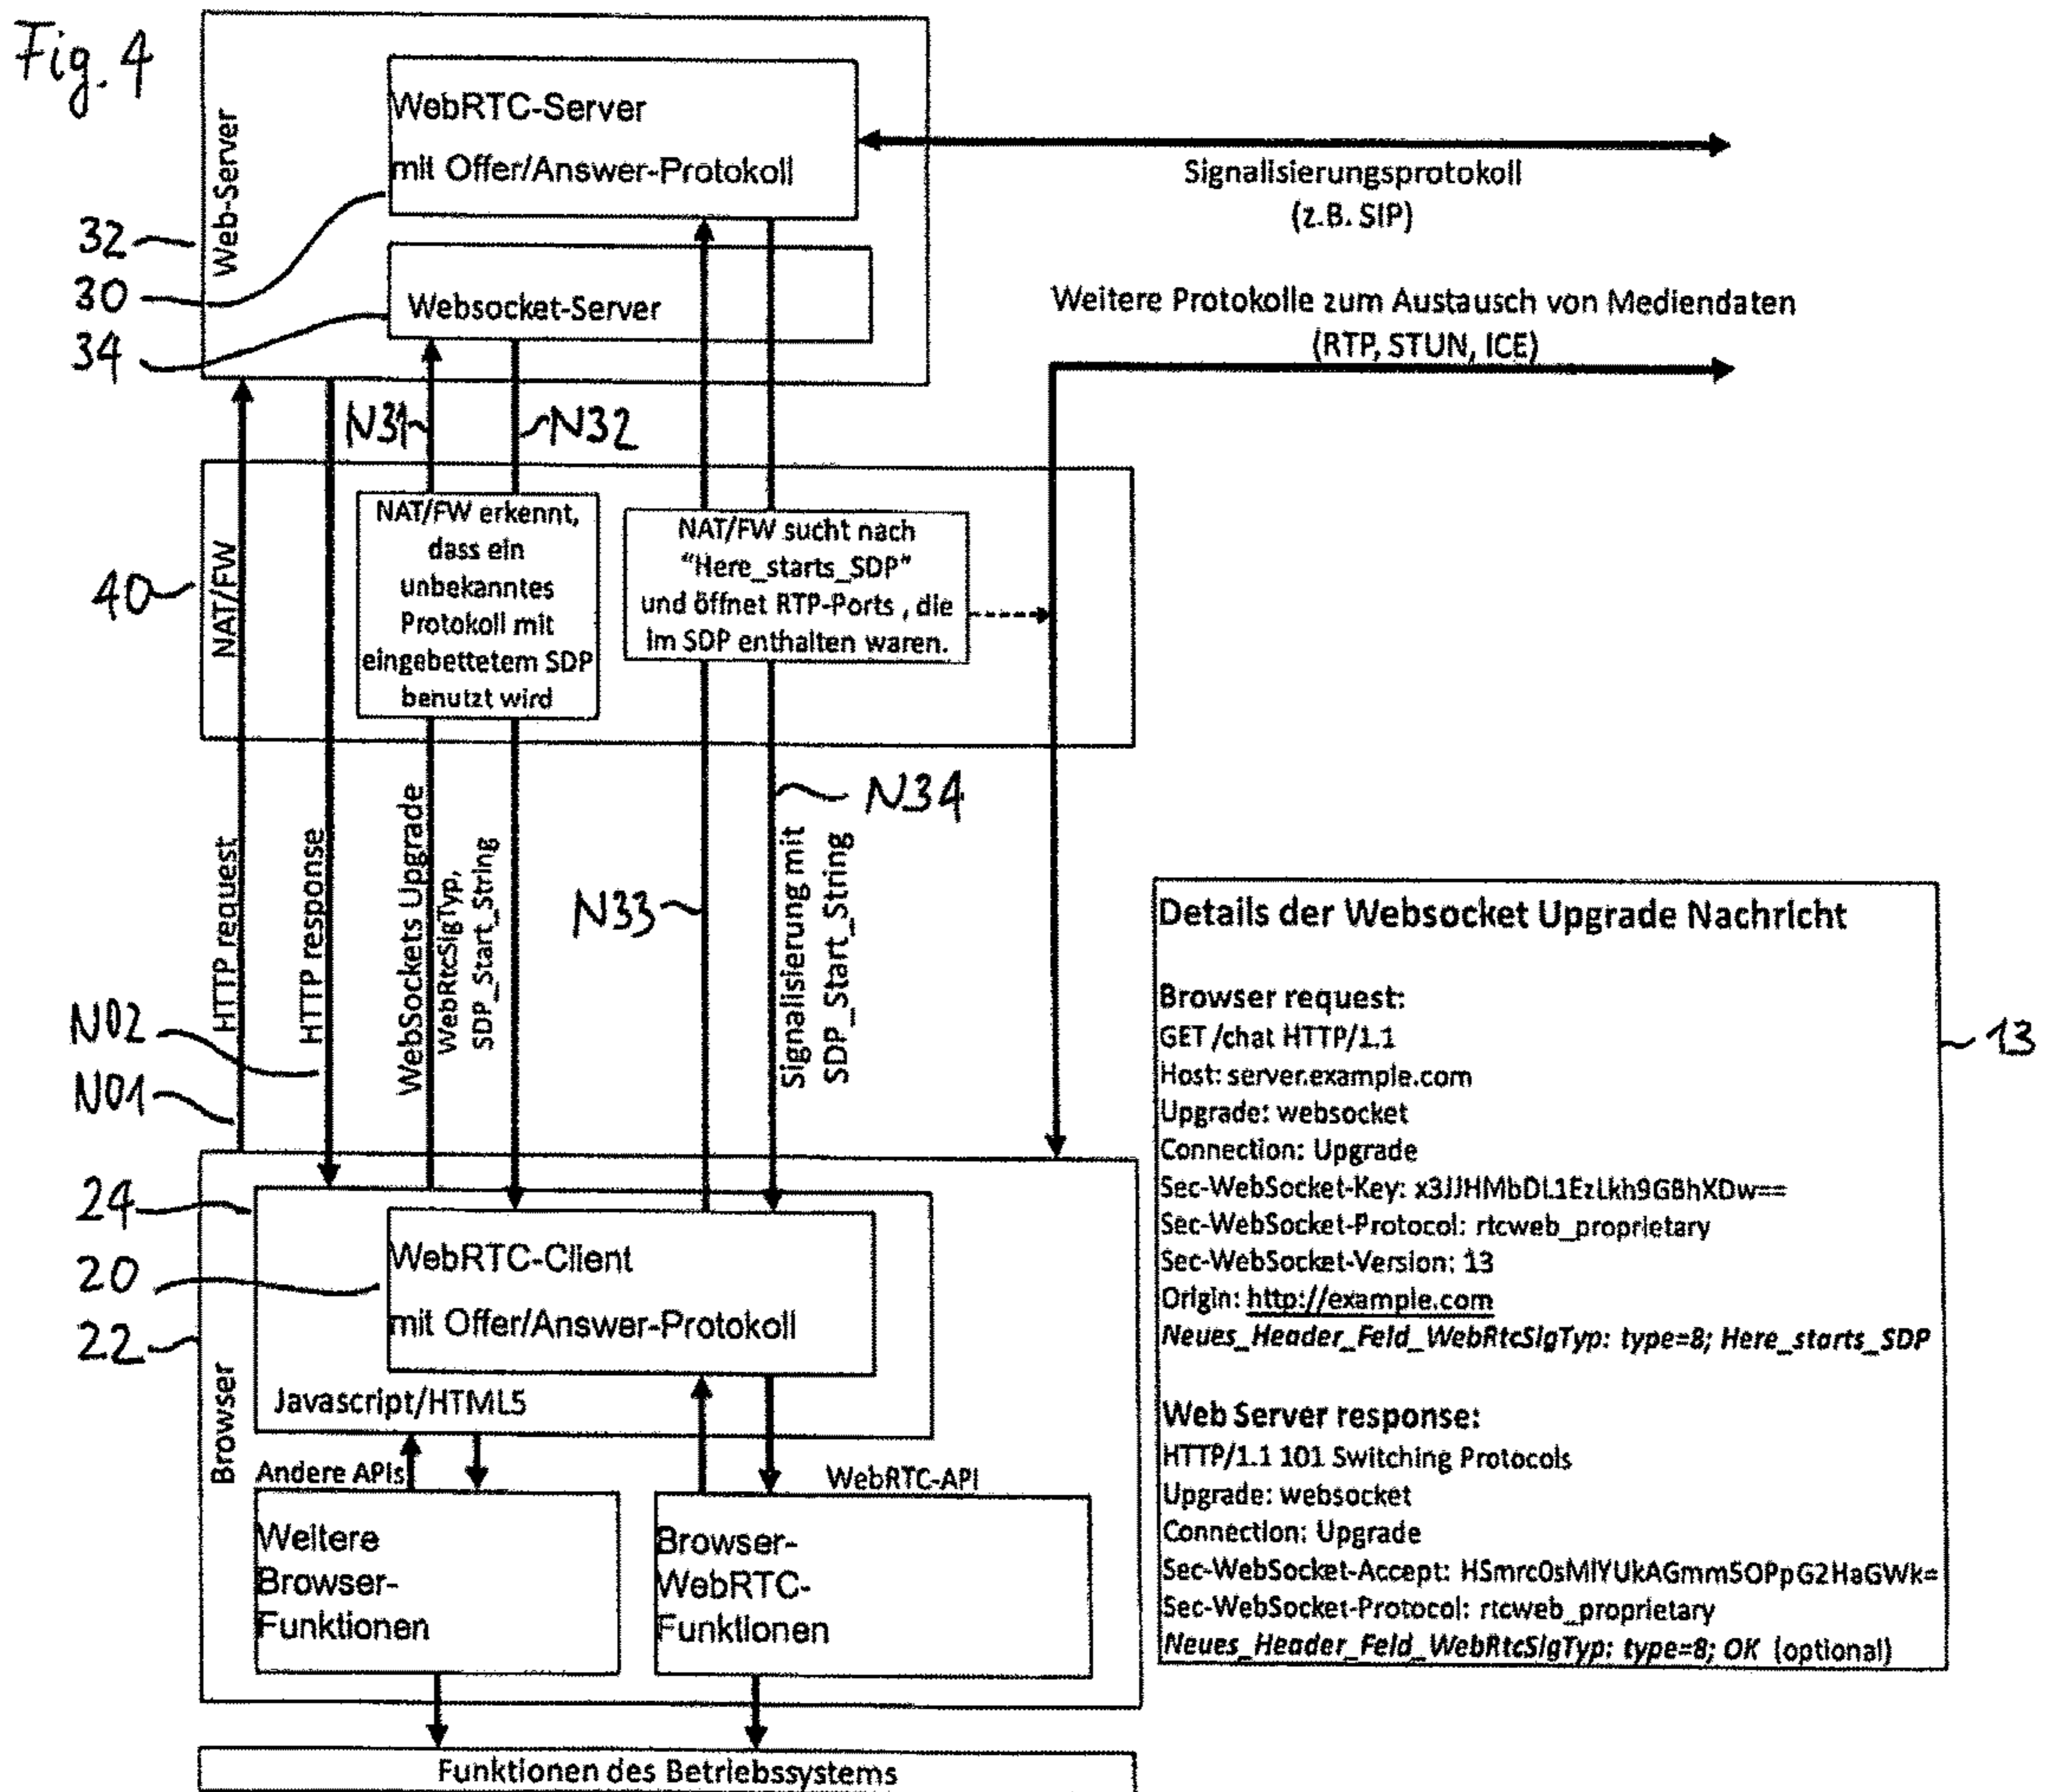 Fig. 4
Web-Server
WebRTC-Server
mit Offer/Answer-Protokoll
Websocket-Server
32
30
34
Signalisierungsprotokoll
(z.B. SIP)
Weitere Protokolle zum Austausch von Mediendaten
(RTP, STUN, ICE)
N31
N32
40
NAT/FW
NAT/FW erkennt,
dass ein
unbekanntes
Protokoll mit
eingebettetem SDP
benutzt wird
NAT/FW sucht nach
"Here_starts_SDP"
und öffnet RTP-Ports , die
im SDP enthalten waren.
HTTP request
HTTP response
WebSockets Upgrade
WebRtcSigTyp,
SDP_Start_String
N33
N34
Signalisierung mit
SDP_Start_String
N02
N01
24
20
22
Browser
WebRTC-Client
mit Offer/Answer-Protokoll
Javascript/HTML5
Andere APIs
WebRTC-API
Weitere
Browser-
Funktionen
Browser-
WebRTC-
Funktionen
Funktionen des Betriebssystems
Details der Websocket Upgrade Nachricht
Browser request:
GET /chat HTTP/1.1
Host: server.example.com
Upgrade: websocket
Connection: Upgrade
Sec-WebSocket-Key: x3JJHMbDL1EzLkh9GBhXDw==
Sec-WebSocket-Protocol: rtcweb_proprietary
Sec-WebSocket-Version: 13
Origin: http://example.com
Neues_Header_Feld_WebRtcSigTyp: type=8; Here_starts_SDP
Web Server response:
HTTP/1.1 101 Switching Protocols
Upgrade: websocket
Connection: Upgrade
Sec-WebSocket-Accept: HSmrc0sMlYUkAGmm5OPpG2HaGWk=
Sec-WebSocket-Protocol: rtcweb_proprietary
Neues_Header_Feld_WebRtcSigTyp: type=8; OK (optional)
13